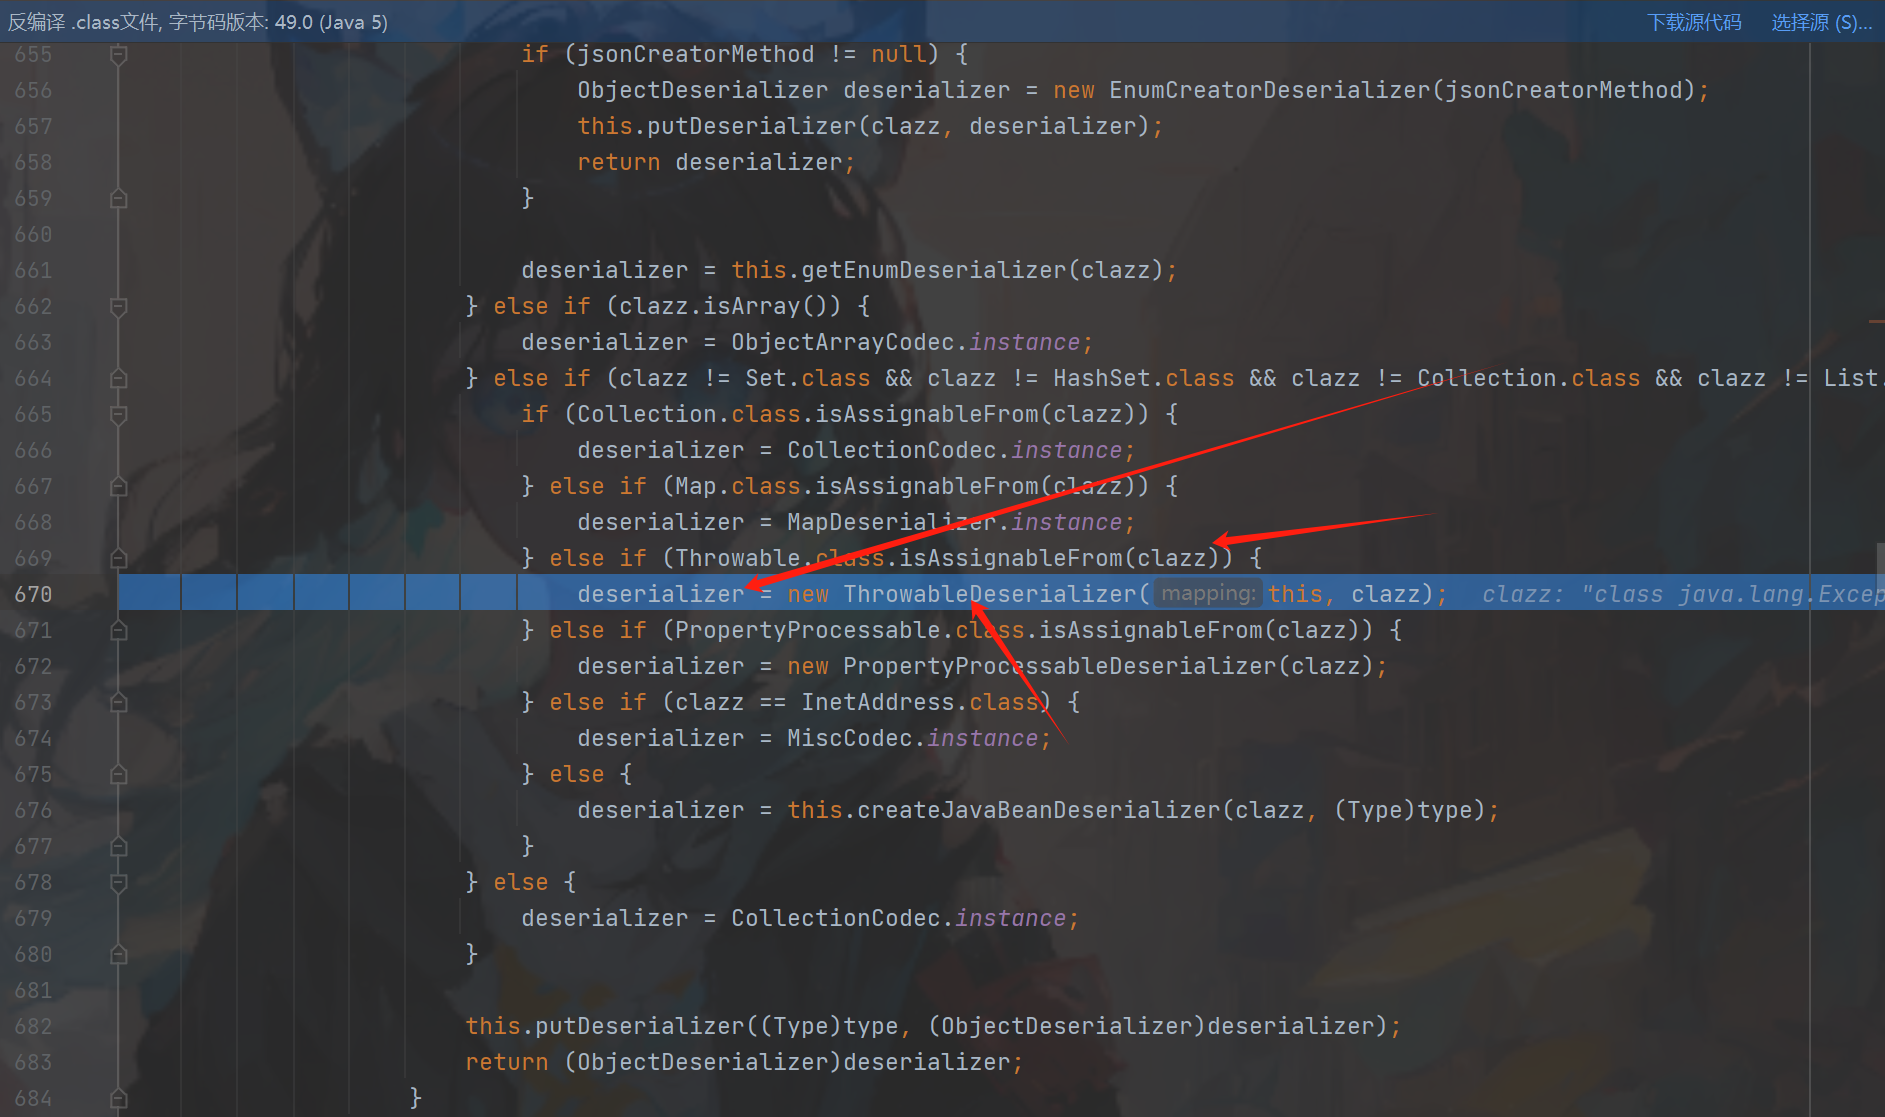 反编译 .class文件, 字节码版本: 49.0 (Java 5) 下载源代码 选择源 (S)...
655 if (jsonCreatorMethod != null) {
656 ObjectDeserializer deserializer = new EnumCreatorDeserializer(jsonCreatorMethod);
657 this.putDeserializer(clazz, deserializer);
658 return deserializer;
659 }
660
661 deserializer = this.getEnumDeserializer(clazz);
662 } else if (clazz.isArray()) {
663 deserializer = ObjectArrayCodec.instance;
664 } else if (clazz != Set.class && clazz != HashSet.class && clazz != Collection.class && clazz != List.
665 if (Collection.class.isAssignableFrom(clazz)) {
666 deserializer = CollectionCodec.instance;
667 } else if (Map.class.isAssignableFrom(clazz)) {
668 deserializer = MapDeserializer.instance;
669 } else if (Throwable.class.isAssignableFrom(clazz)) {
670 deserializer = new ThrowableDeserializer( mapping: this, clazz); clazz: "class java.lang.Excep
671 } else if (PropertyProcessable.class.isAssignableFrom(clazz)) {
672 deserializer = new PropertyProcessableDeserializer(clazz);
673 } else if (clazz == InetAddress.class) {
674 deserializer = MiscCodec.instance;
675 } else {
676 deserializer = this.createJavaBeanDeserializer(clazz, (Type)type);
677 }
678 } else {
679 deserializer = CollectionCodec.instance;
680 }
681
682 this.putDeserializer((Type)type, (ObjectDeserializer)deserializer);
683 return (ObjectDeserializer)deserializer;
684 }